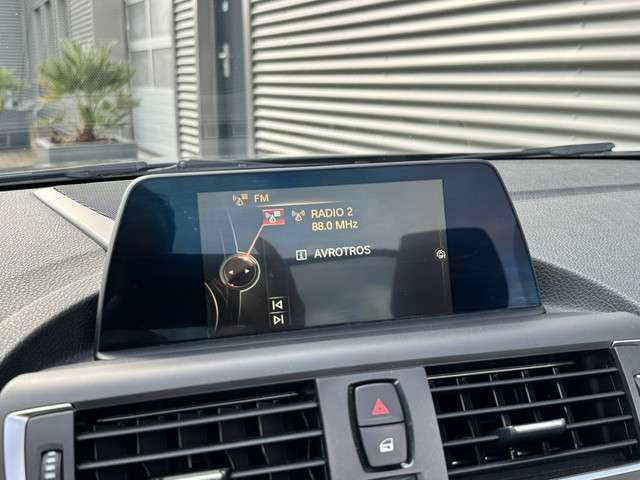 FM
RADIO 2
88.0 MHz
AVROTROS